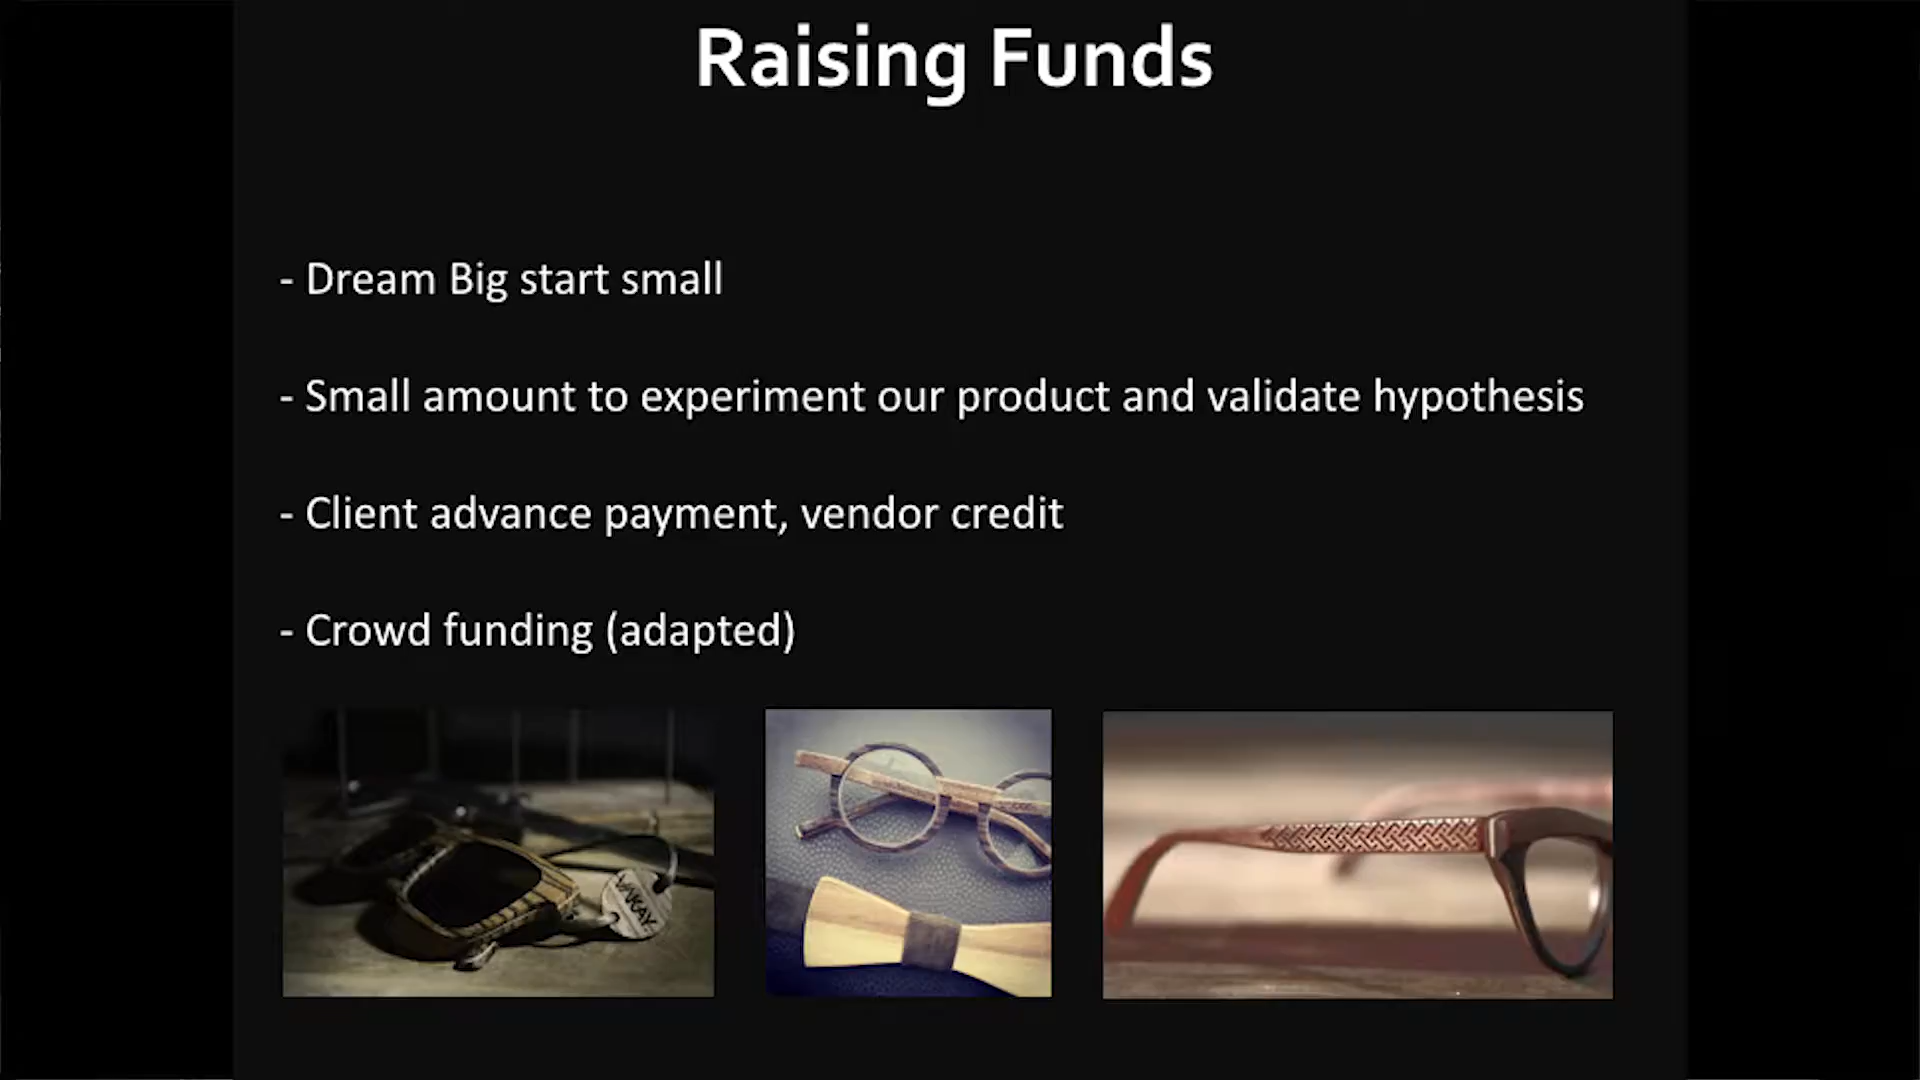 Raising Funds
- Dream Big start small
- Small amount to experiment our product and validate hypothesis
- Client advance payment, vendor credit
- Crowd funding (adapted)